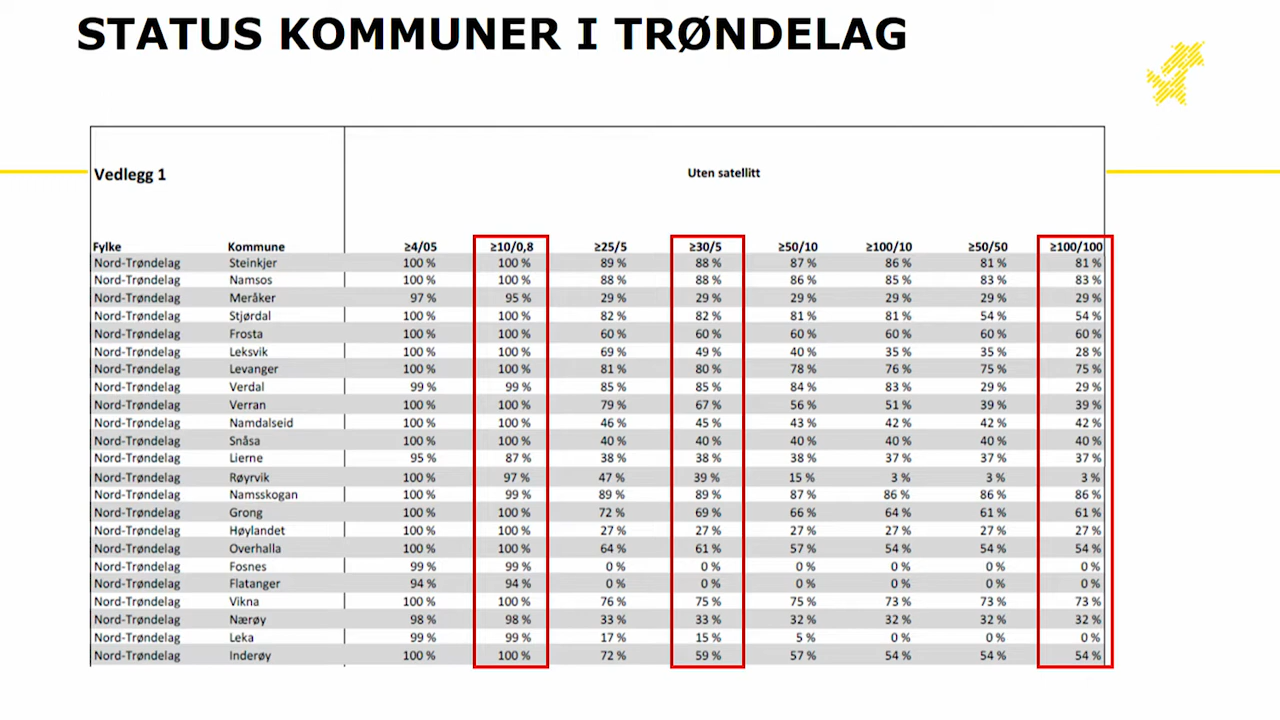 STATUS KOMMUNER I TRØNDELAG
Vedlegg 1
Uten satellitt
Fylke Kommune ≥4/05 ≥10/0,8 ≥25/5 ≥30/5 ≥50/10 ≥100/10 ≥50/50 ≥100/100
Nord-Trøndelag Steinkjer 100 % 100 % 89 % 88 % 87 % 86 % 81 % 81 %
Nord-Trøndelag Namsos 100 % 100 % 88 % 88 % 86 % 85 % 83 % 83 %
Nord-Trøndelag Meråker 97 % 95 % 29 % 29 % 29 % 29 % 29 % 29 %
Nord-Trøndelag Stjørdal 100 % 100 % 82 % 82 % 81 % 81 % 54 % 54 %
Nord-Trøndelag Frosta 100 % 100 % 60 % 60 % 60 % 60 % 60 % 60 %
Nord-Trøndelag Leksvik 100 % 100 % 69 % 49 % 40 % 35 % 35 % 28 %
Nord-Trøndelag Levanger 100 % 100 % 81 % 80 % 78 % 76 % 75 % 75 %
Nord-Trøndelag Verdal 99 % 99 % 85 % 85 % 84 % 83 % 29 % 29 %
Nord-Trøndelag Verran 100 % 100 % 79 % 67 % 56 % 51 % 39 % 39 %
Nord-Trøndelag Namdalseid 100 % 100 % 46 % 45 % 43 % 42 % 42 % 42 %
Nord-Trøndelag Snåsa 100 % 100 % 40 % 40 % 40 % 40 % 40 % 40 %
Nord-Trøndelag Lierne 95 % 87 % 38 % 38 % 38 % 37 % 37 % 37 %
Nord-Trøndelag Røyrvik 100 % 97 % 47 % 39 % 15 % 3 % 3 % 3 %
Nord-Trøndelag Namsskogan 100 % 99 % 89 % 89 % 87 % 86 % 86 % 86 %
Nord-Trøndelag Grong 100 % 100 % 72 % 69 % 66 % 64 % 61 % 61 %
Nord-Trøndelag Høylandet 100 % 100 % 27 % 27 % 27 % 27 % 27 % 27 %
Nord-Trøndelag Overhalla 100 % 100 % 64 % 61 % 57 % 54 % 54 % 54 %
Nord-Trøndelag Fosnes 99 % 99 % 0 % 0 % 0 % 0 % 0 % 0 %
Nord-Trøndelag Flatanger 94 % 94 % 0 % 0 % 0 % 0 % 0 % 0 %
Nord-Trøndelag Vikna 100 % 100 % 76 % 75 % 75 % 73 % 73 % 73 %
Nord-Trøndelag Nærøy 98 % 98 % 33 % 33 % 32 % 32 % 32 % 32 %
Nord-Trøndelag Leka 99 % 99 % 17 % 15 % 5 % 0 % 0 % 0 %
Nord-Trøndelag Inderøy 100 % 100 % 72 % 59 % 57 % 54 % 54 % 54 %